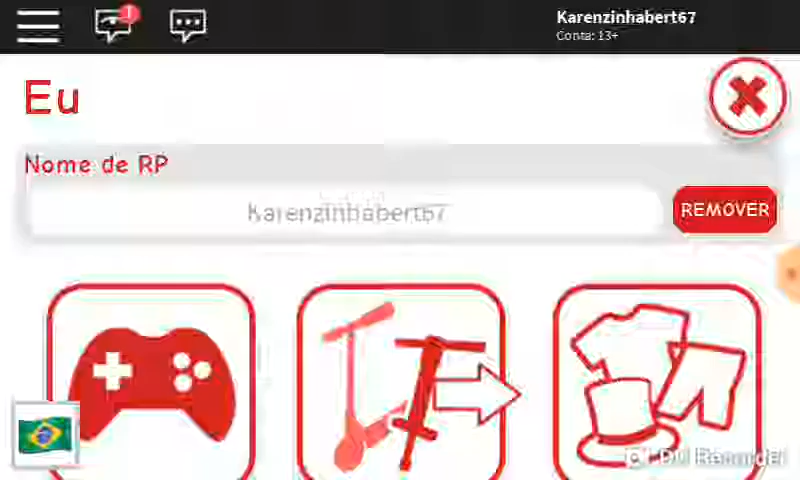 Karenzinhabert67
Conta: 13+
Eu
Nome de RP
Karenzinhabert67
REMOVER
DU Recorder